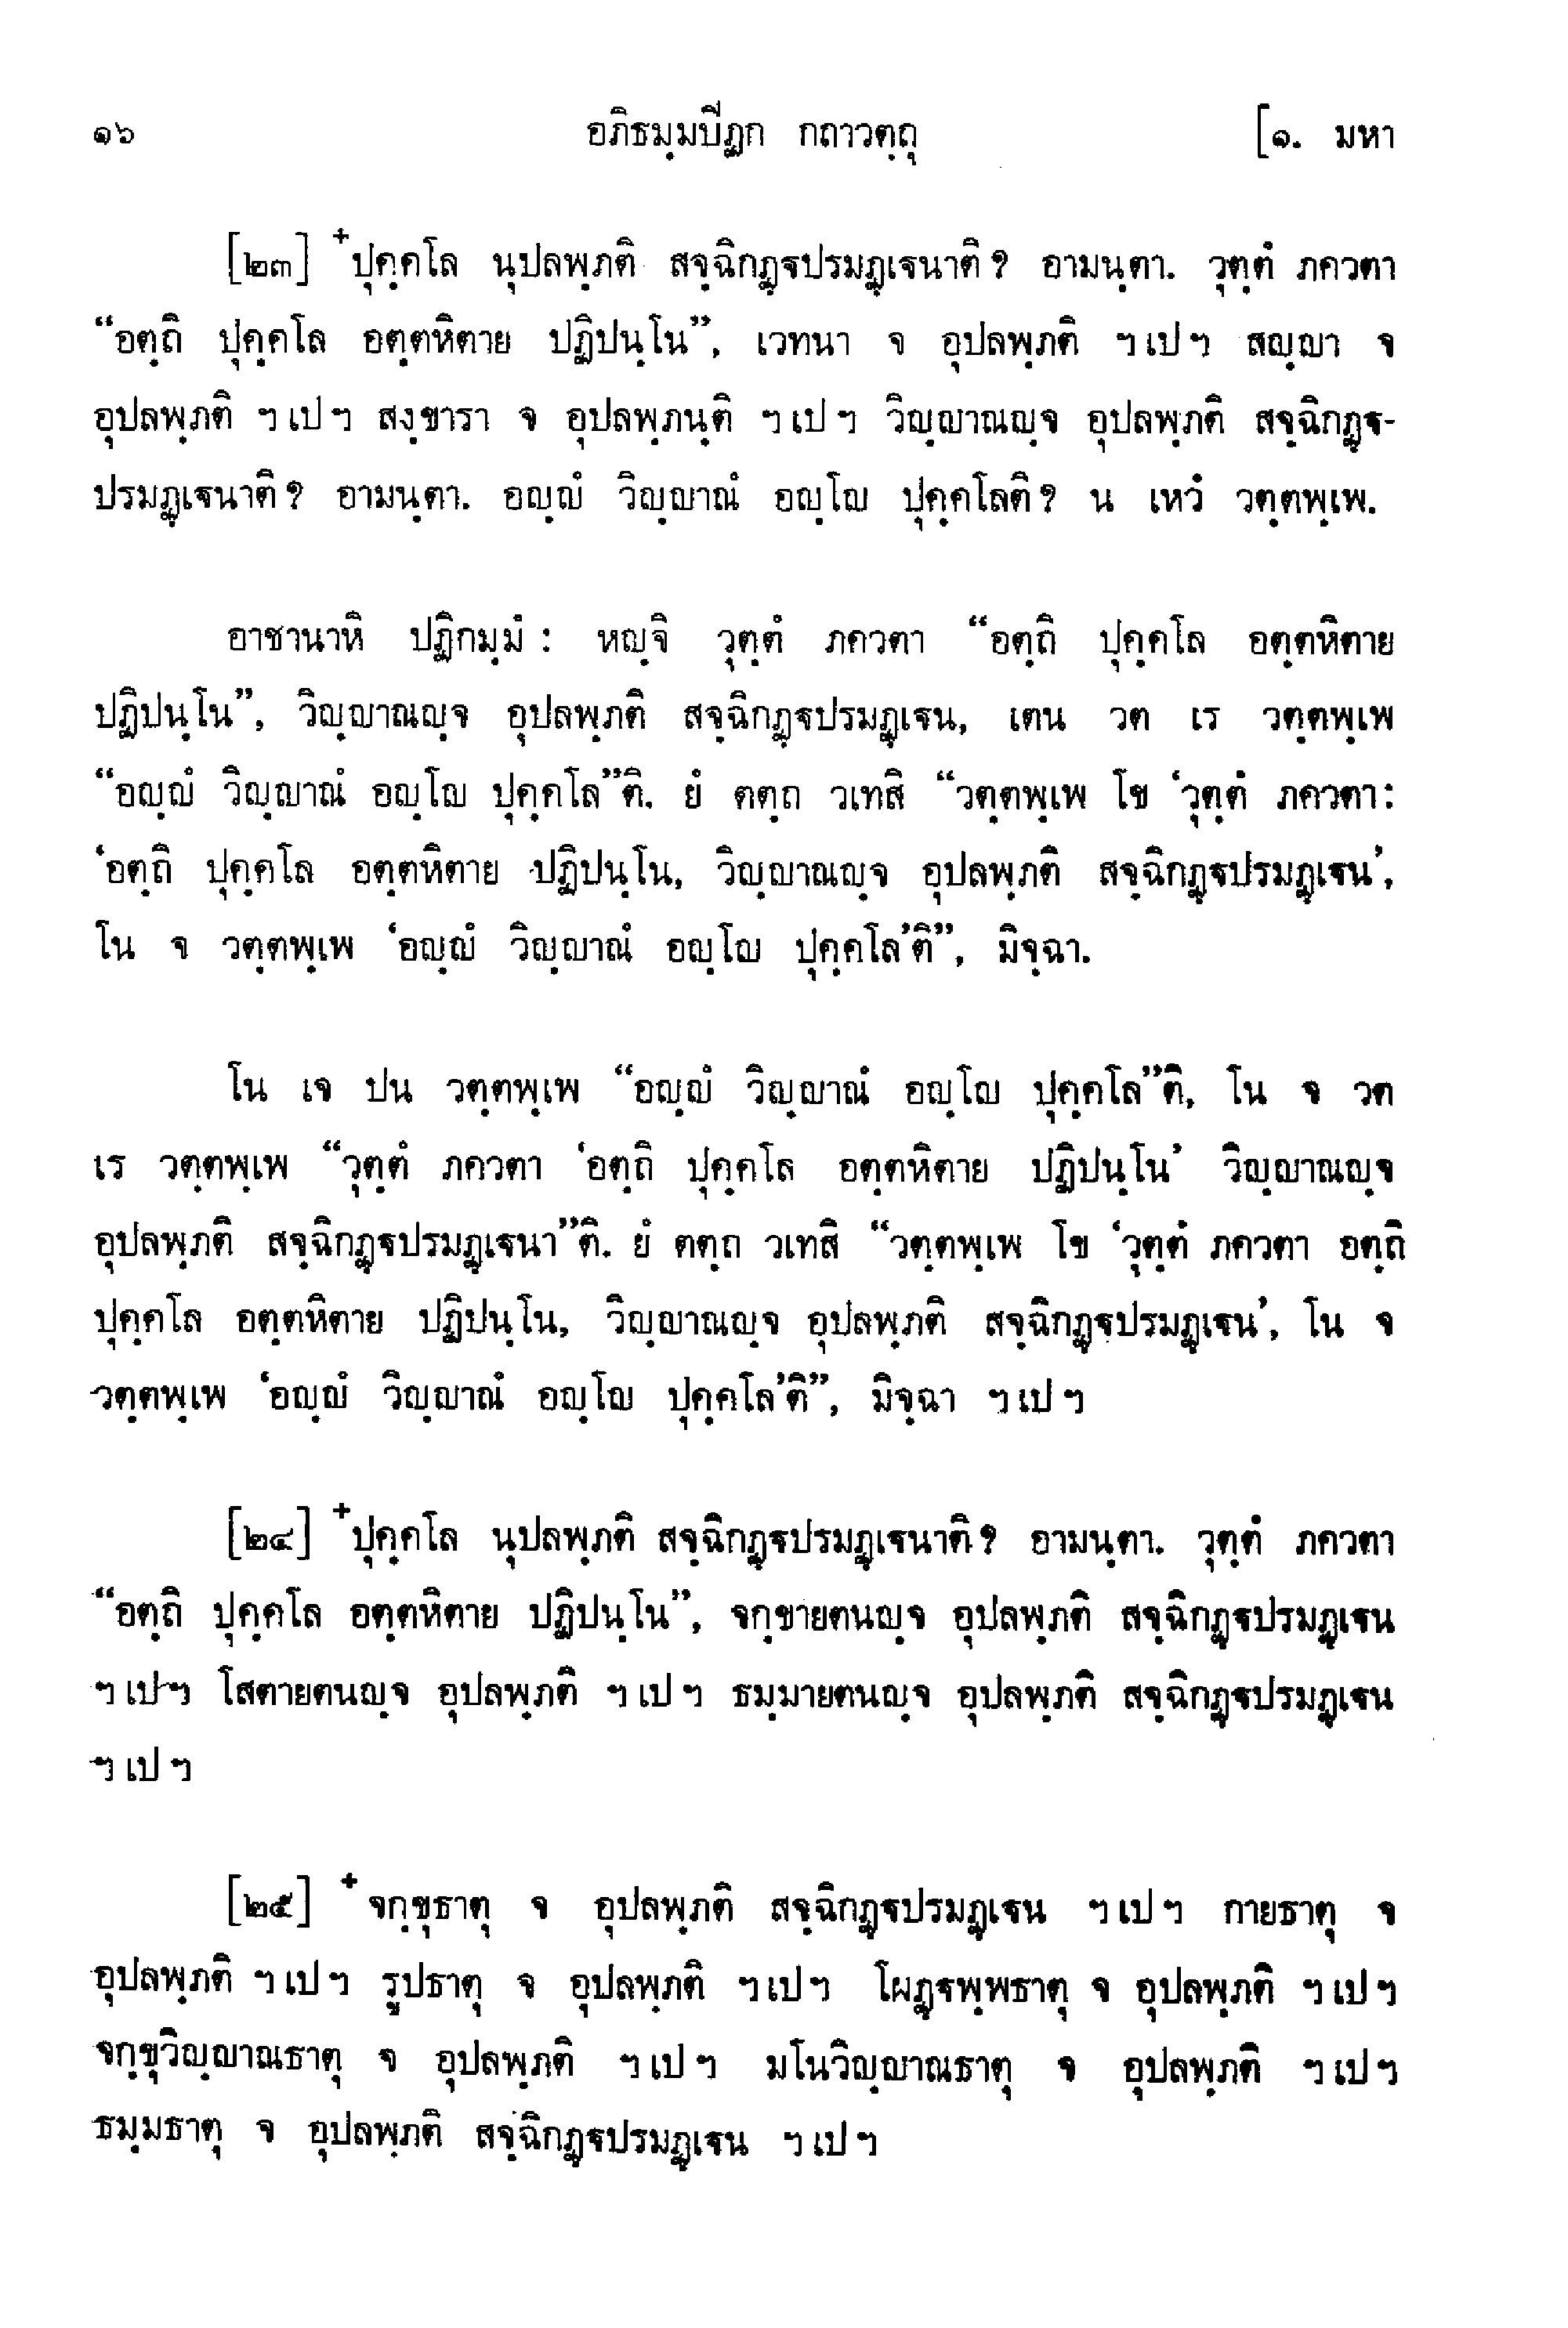 ๑๖ อภิธมฺมปีฏก กถาวตฺถุ [๑. มหา
[๒๓] +ปุคฺคโล นุปลพฺภติ สจฺฉิกฏฺฐปรมฏฺเฐนาติ? อามนฺตา. วุตฺตํ ภควตา
“อตฺถิ ปุคฺคโล อตฺตหิตาย ปฏิปนฺโน”, เวทนา จ อุปลพฺภติ ฯ เป ฯ สญฺญา จ
อุปลพฺภติ ฯ เป ฯ สงฺขารา จ อุปลพฺภนฺติ ฯ เป ฯ วิญฺญาณญฺจ อุปลพฺภติ สจฺฉิกฏฺฐ-
ปรมฏฺเฐนาติ? อามนฺตา. อญฺญํ วิญฺญาณํ อญฺโญ ปุคฺคโลติ? น เหวํ วตฺตพฺเพ.
อาชานาหิ ปฏิกมฺมํ : หญฺจิ วุตฺตํ ภควตา “อตฺถิ ปุคฺคโล อตฺตหิตาย
ปฏิปนฺโน”, วิญฺญาณญฺจ อุปลพฺภติ สจฺฉิกฏฺฐปรมฏฺเฐน, เตน วต เร วตฺตพฺเพ
“อญฺญํ วิญฺญาณํ อญฺโญ ปุคฺคโล”ติ. ยํ ตตฺถ วเทสิ “วตฺตพฺเพ โข ‘วุตฺตํ ภควตา:
‘อตฺถิ ปุคฺคโล อตฺตหิตาย ปฏิปนฺโน, วิญฺญาณญฺจ อุปลพฺภติ สจฺฉิกฏฺฐปรมฏฺเฐน’,
โน จ วตฺตพฺเพ ‘อญฺญํ วิญฺญาณํ อญฺโญ ปุคฺคโล’ติ”, มิจฺฉา.
โน เจ ปน วตฺตพฺเพ “อญฺญํ วิญฺญาณํ อญฺโญ ปุคฺคโล”ติ, โน จ วต
เร วตฺตพฺเพ “วุตฺตํ ภควตา ‘อตฺถิ ปุคฺคโล อตฺตหิตาย ปฏิปนฺโน’ วิญฺญาณญฺจ
อุปลพฺภติ สจฺฉิกฏฺฐปรมฏฺเฐนา”ติ. ยํ ตตฺถ วเทสิ “วตฺตพฺเพ โข ‘วุตฺตํ ภควตา อตฺถิ
ปุคฺคโล อตฺตหิตาย ปฏิปนฺโน, วิญฺญาณญฺจ อุปลพฺภติ สจฺฉิกฏฺฐปรมฏฺเฐน’, โน จ
วตฺตพฺเพ ‘อญฺญํ วิญฺญาณํ อญฺโญ ปุคฺคโล’ติ”, มิจฺฉา ฯ เป ฯ
[๒๔] +ปุคฺคโล นุปลพฺภติ สจฺฉิกฏฺฐปรมฏฺเฐนาติ? อามนฺตา. วุตฺตํ ภควตา
“อตฺถิ ปุคฺคโล อตฺตหิตาย ปฏิปนฺโน”, จกฺขายตนญฺจ อุปลพฺภติ สจฺฉิกฏฺฐปรมฏฺเฐน
ฯ เป ฯ โสตายตนญฺจ อุปลพฺภติ ฯ เป ฯ ธมฺมายตนญฺจ อุปลพฺภติ สจฺฉิกฏฺฐปรมฏฺเฐน
ฯ เป ฯ
[๒๕] +จกฺขุธาตุ จ อุปลพฺภติ สจฺฉิกฏฺฐปรมฏฺเฐน ฯ เป ฯ กายธาตุ จ
อุปลพฺภติ ฯ เป ฯ รูปธาตุ จ อุปลพฺภติ ฯ เป ฯ โผฏฺฐพฺพธาตุ จ อุปลพฺภติ ฯ เป ฯ
จกฺขุวิญฺญาณธาตุ จ อุปลพฺภติ ฯ เป ฯ มโนวิญฺญาณธาตุ จ อุปลพฺภติ ฯ เป ฯ
ธมฺมธาตุ จ อุปลพฺภติ สจฺฉิกฏฺฐปรมฏฺเฐน ฯ เป ฯ